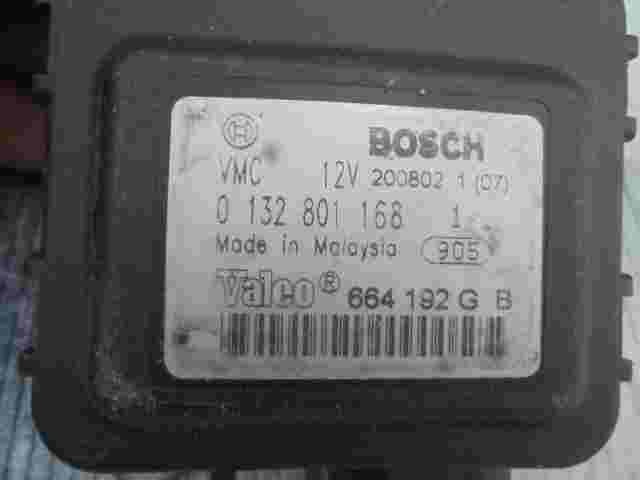 BOSCH
VMC 12V 200802 1 (07)
0 132 801 168 1
Made in Malaysia 905
Valeo® 664 192 G B